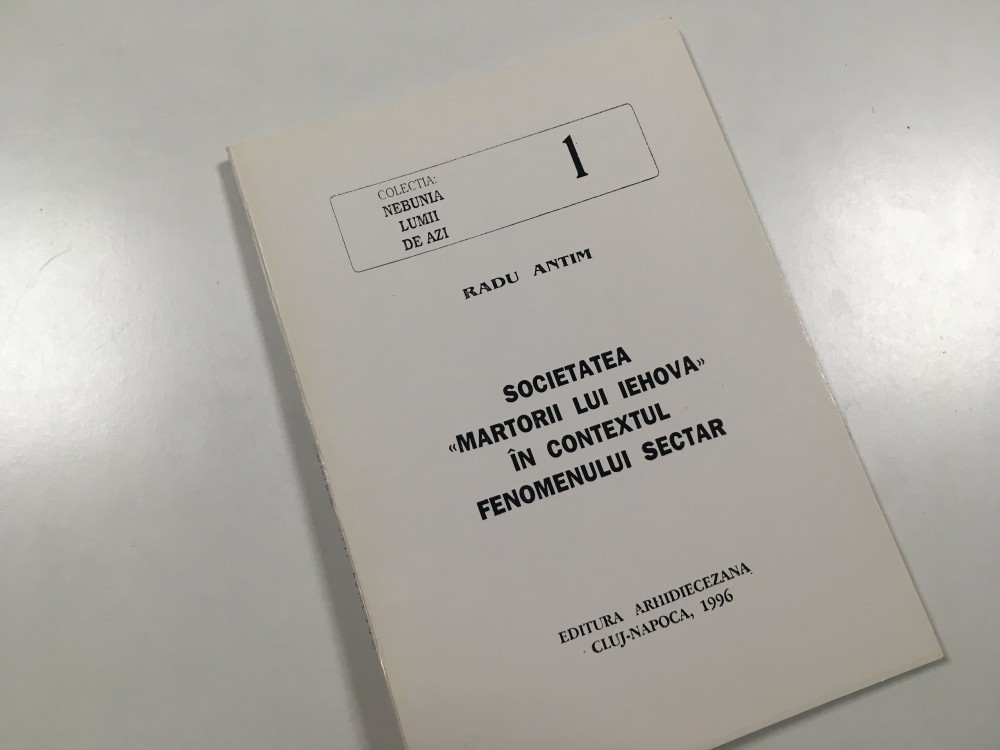 COLECTIA:
NEBUNIA
LUMII
DE AZI
1
RADU ANTIM
SOCIETATEA
«MARTORII LUI IEHOVA»
ÎN CONTEXTUL
FENOMENULUI SECTAR
EDITURA ARHIDIECEZANĂ
CLUJ-NAPOCA, 1996